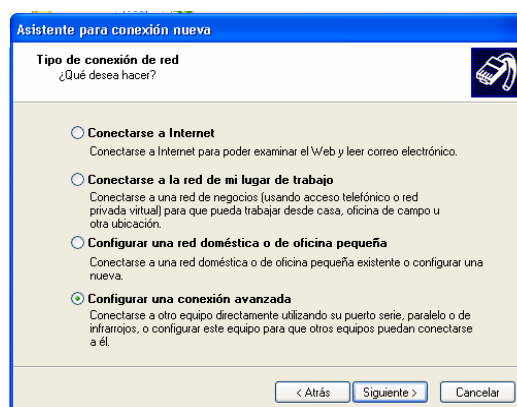 Asistente para conexión nueva
Tipo de conexión de red
¿Qué desea hacer?
Conectarse a Internet
Conectarse a Internet para poder examinar el Web y leer correo electrónico.
Conectarse a la red de mi lugar de trabajo
Conectarse a una red de negocios (usando acceso telefónico o red
privada virtual) para que pueda trabajar desde casa, oficina de campo u
otra ubicación.
Configurar una red doméstica o de oficina pequeña
Conectarse a una red doméstica o de oficina pequeña existente o configurar una
nueva.
Configurar una conexión avanzada
Conectarse a otro equipo directamente utilizando su puerto serie, paralelo o de
infrarrojos, o configurar este equipo para que otros equipos puedan conectarse
a él.
< Atrás Siguiente > Cancelar